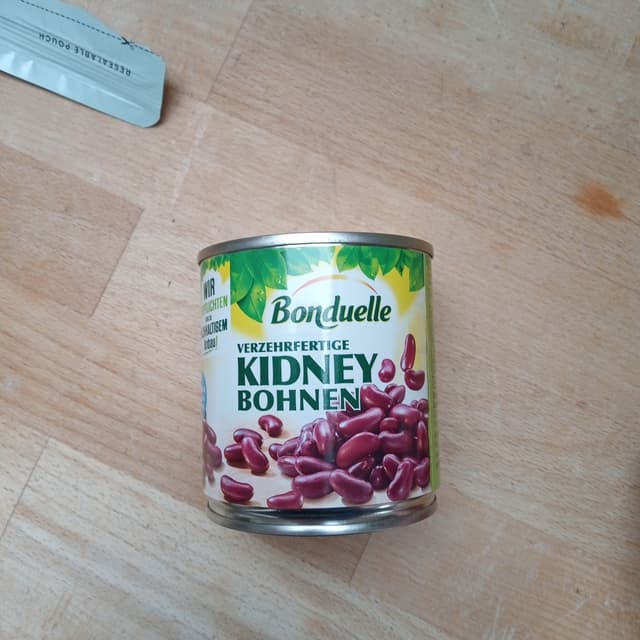 RESEALABLE POUCH
Bonduelle
WIR
VERZEHRFERTIGE
KIDNEY
BOHNEN